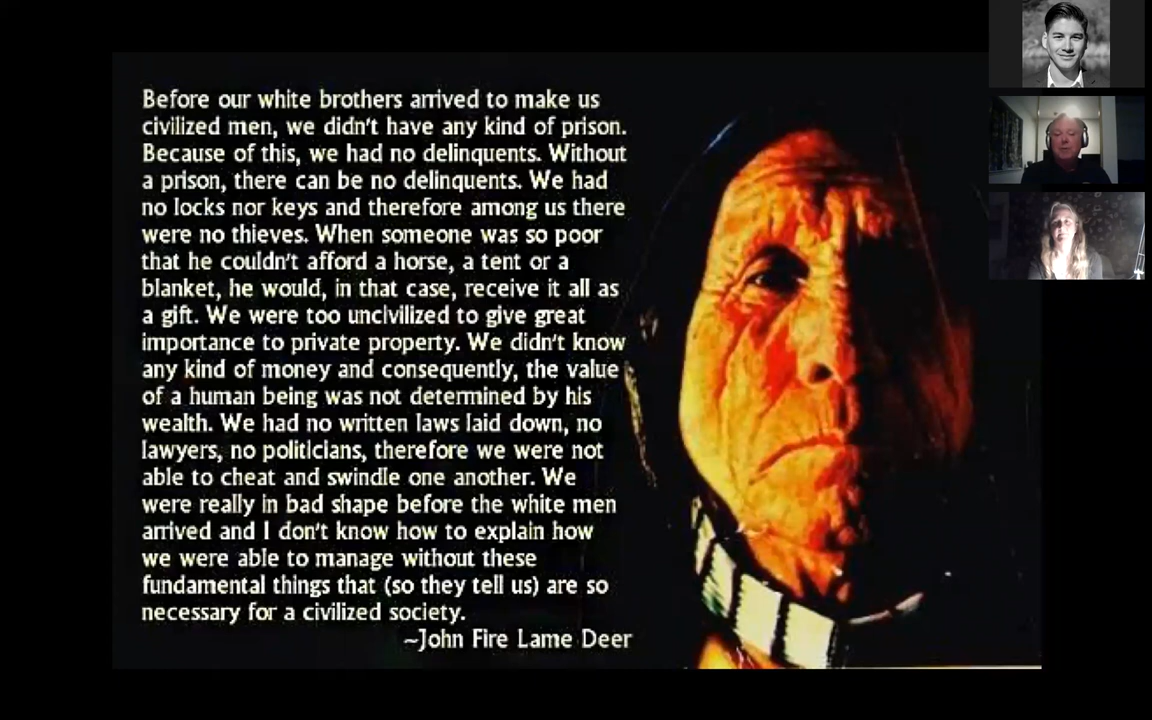 Before our white brothers arrived to make us
civilized men, we didn't have any kind of prison.
Because of this, we had no delinquents. Without
a prison, there can be no delinquents. We had
no locks nor keys and therefore among us there
were no thieves. When someone was so poor
that he couldn't afford a horse, a tent or a
blanket, he would, in that case, receive it all as
a gift. We were too uncivilized to give great
importance to private property. We didn't know
any kind of money and consequently, the value
of a human being was not determined by his
wealth. We had no written laws laid down, no
lawyers, no politicians, therefore we were not
able to cheat and swindle one another. We
were really in bad shape before the white men
arrived and I don't know how to explain how
we were able to manage without these
fundamental things that (so they tell us) are so
necessary for a civilized society.
~John Fire Lame Deer